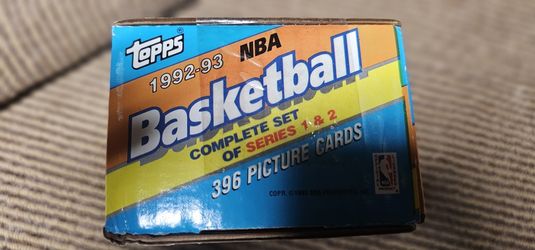 TOPPS
1992-93 NBA
Basketball
COMPLETE SET
OF SERIES 1 & 2
396 PICTURE CARDS